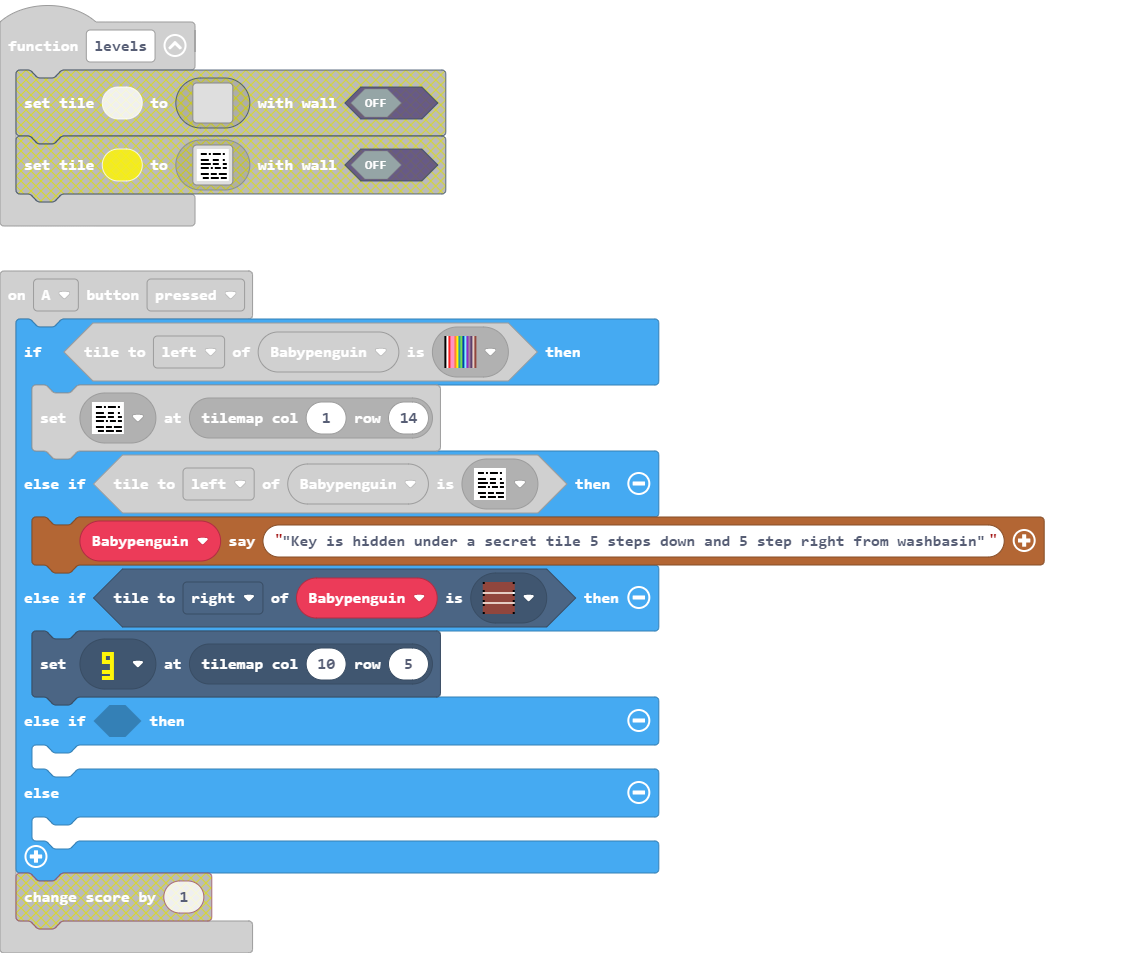 function levels
set tile to with wall OFF
set tile to with wall OFF
on A button pressed
if tile to left of Babypenguin is then
set at tilemap col 1 row 14
else if tile to left of Babypenguin is then
Babypenguin say ""Key is hidden under a secret tile 5 steps down and 5 step right from washbasin""
else if tile to right of Babypenguin is then
set at tilemap col 10 row 5
else if then
else
change score by 1